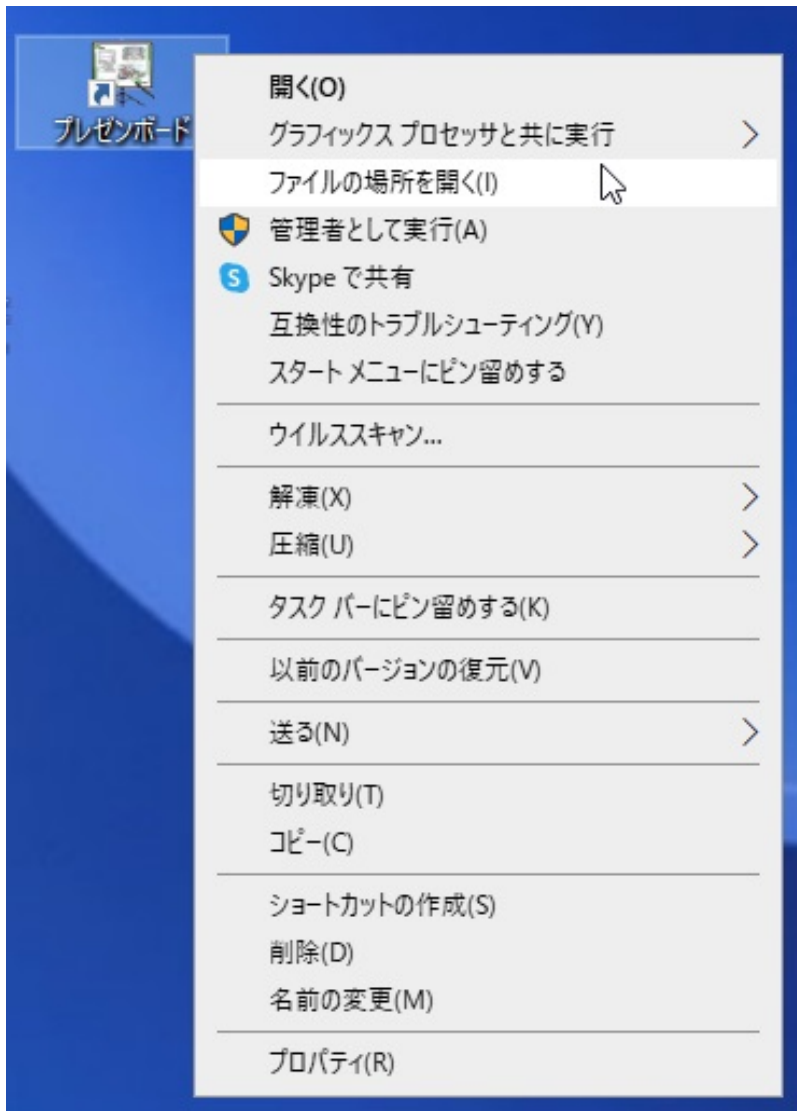 プレゼンボード
開く(O)
グラフィックス プロセッサと共に実行
ファイルの場所を開く(I)
管理者として実行(A)
Skype で共有
互換性のトラブルシューティング(Y)
スタート メニューにピン留めする
ウイルススキャン...
解凍(X)
圧縮(U)
タスク バーにピン留めする(K)
以前のバージョンの復元(V)
送る(N)
切り取り(T)
コピー(C)
ショートカットの作成(S)
削除(D)
名前の変更(M)
プロパティ(R)